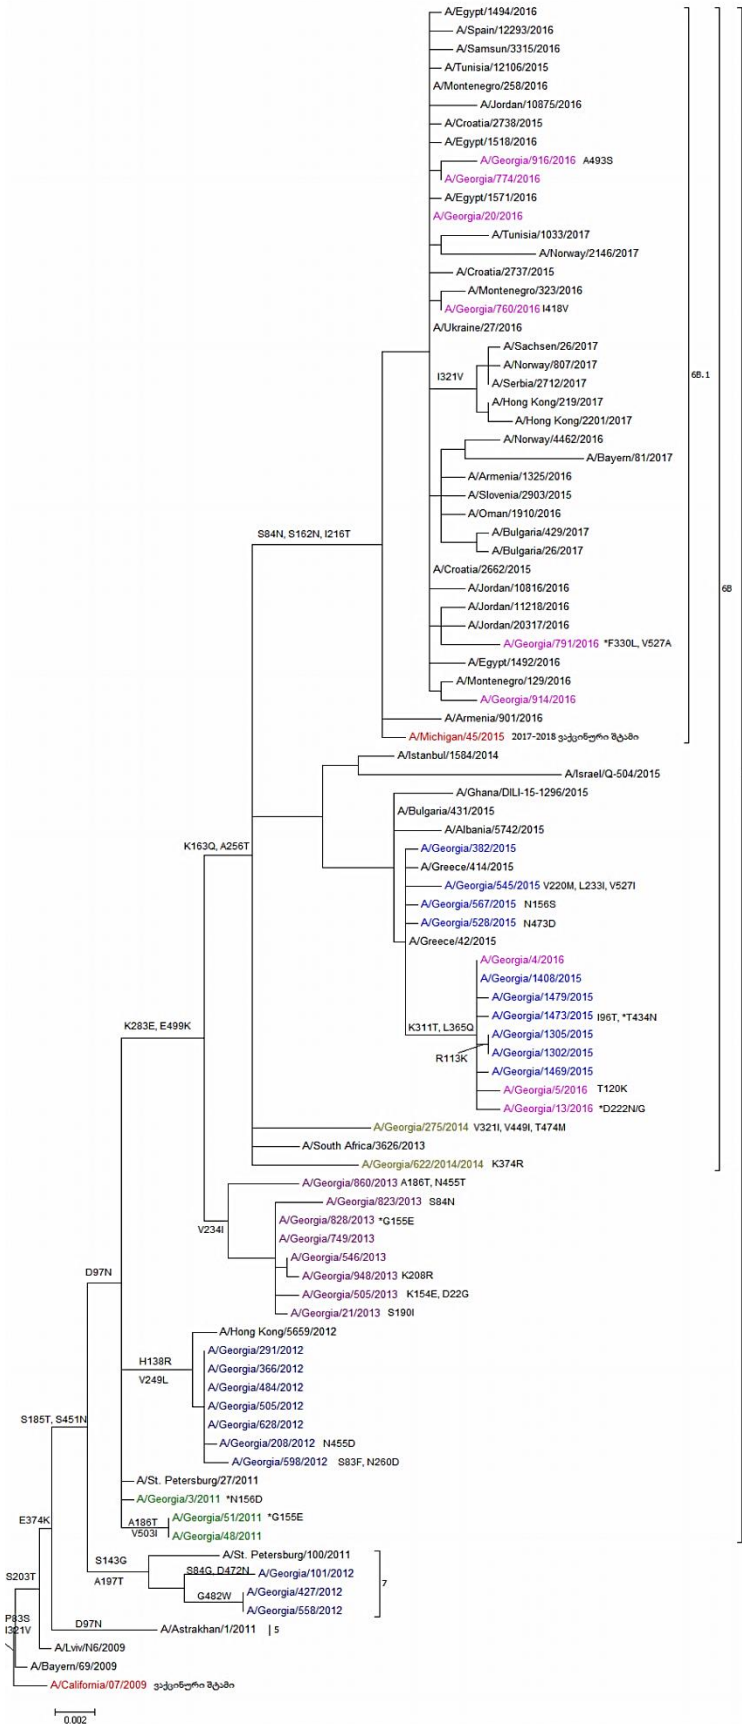 A/Egypt/1494/2016
A/Spain/12293/2016
A/Samsun/3315/2016
A/Tunisia/12106/2015
A/Montenegro/258/2016
A/Jordan/10875/2016
A/Croatia/2738/2015
A/Egypt/1518/2016
A/Georgia/916/2016 A493S
A/Georgia/774/2016
A/Egypt/1571/2016
A/Georgia/20/2016
A/Tunisia/1033/2017
A/Norway/2146/2017
A/Croatia/2737/2015
A/Montenegro/323/2016
A/Georgia/760/2016 I418V
A/Ukraine/27/2016
A/Sachsen/26/2017
A/Norway/807/2017
I321V
6B.1
A/Serbia/2712/2017
A/Hong Kong/219/2017
A/Hong Kong/2201/2017
A/Norway/4462/2016
A/Bayern/81/2017
A/Armenia/1325/2016
A/Slovenia/2903/2015
A/Oman/1910/2016
S84N, S162N, I216T
A/Bulgaria/429/2017
A/Bulgaria/26/2017
A/Croatia/2662/2015
A/Jordan/10816/2016
6B
A/Jordan/11218/2016
A/Jordan/20317/2016
A/Georgia/791/2016 *F330L, V527A
A/Egypt/1492/2016
A/Montenegro/129/2016
A/Georgia/914/2016
A/Armenia/901/2016
A/Michigan/45/2015 2017-2018 ვაქცინური შტამი
A/Istanbul/1584/2014
A/Israel/Q-504/2015
A/Ghana/DILI-15-1296/2015
A/Bulgaria/431/2015
A/Albania/5742/2015
K163Q, A256T
A/Georgia/382/2015
A/Greece/414/2015
A/Georgia/545/2015 V220M, L233I, V527I
A/Georgia/567/2015 N156S
A/Georgia/528/2015 N473D
A/Greece/42/2015
A/Georgia/4/2016
A/Georgia/1408/2015
A/Georgia/1479/2015
A/Georgia/1473/2015 I96T, *T434N
K283E, E499K
K311T, L365Q
A/Georgia/1305/2015
A/Georgia/1302/2015
R113K
A/Georgia/1469/2015
A/Georgia/5/2016 T120K
A/Georgia/13/2016 *D222N/G
A/Georgia/275/2014 V321I, V449I, T474M
A/South Africa/3626/2013
A/Georgia/622/2014/2014 K374R
A/Georgia/860/2013 A186T, N455T
A/Georgia/823/2013 S84N
A/Georgia/828/2013 *G155E
V234I
A/Georgia/749/2013
A/Georgia/546/2013
D97N
A/Georgia/948/2013 K208R
A/Georgia/505/2013 K154E, D22G
A/Georgia/21/2013 S190I
A/Hong Kong/5659/2012
A/Georgia/291/2012
H138R
A/Georgia/366/2012
V249L
A/Georgia/484/2012
A/Georgia/505/2012
S185T, S451N
A/Georgia/628/2012
A/Georgia/208/2012 N455D
A/Georgia/598/2012 S83F, N260D
A/St. Petersburg/27/2011
A/Georgia/3/2011 *N156D
E374K
A186T
A/Georgia/51/2011 *G155E
V503I
A/Georgia/48/2011
S143G
A/St. Petersburg/100/2011
S203T
A197T
S84G, D472N
A/Georgia/101/2012
7
G482W
A/Georgia/427/2012
A/Georgia/558/2012
P83S
I321V
D97N
A/Astrakhan/1/2011 5
A/Lviv/N6/2009
A/Bayern/69/2009
A/California/07/2009 ვაქცინური შტამი
0.002